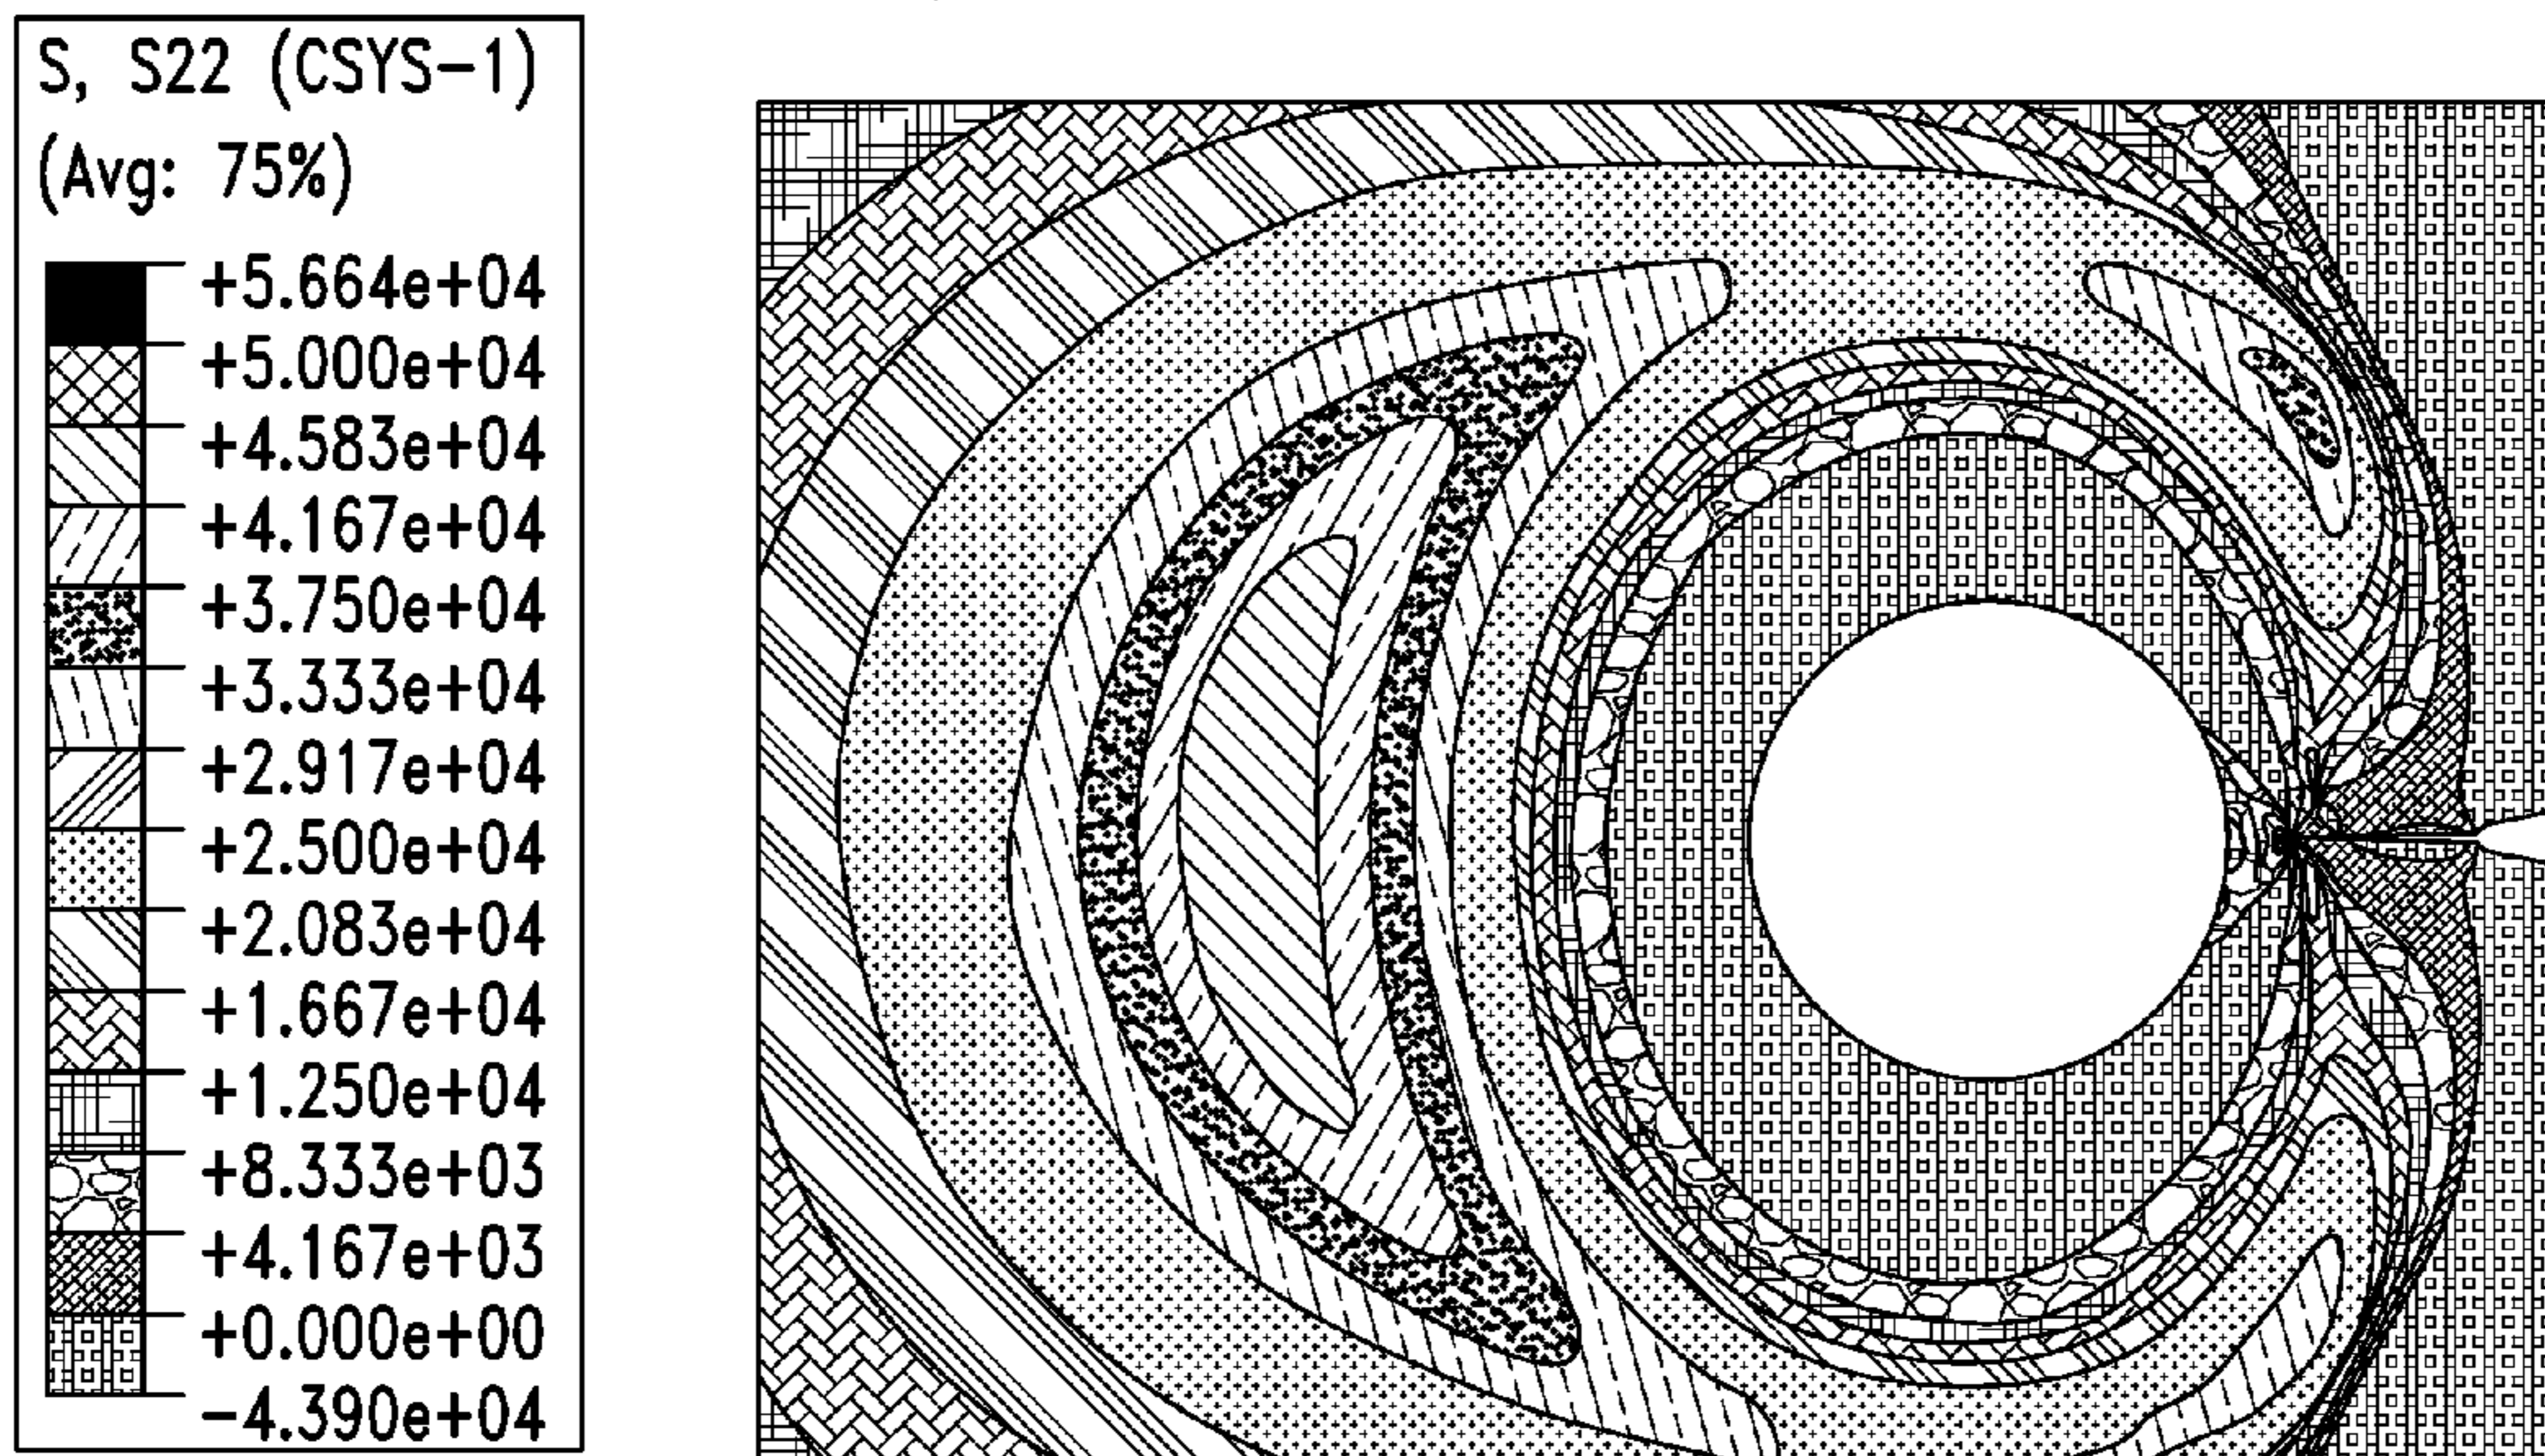 S, S22 (CSYS-1)
(Avg: 75%)
+5.664e+04
+5.000e+04
+4.583e+04
+4.167e+04
+3.750e+04
+3.333e+04
+2.917e+04
+2.500e+04
+2.083e+04
+1.667e+04
+1.250e+04
+8.333e+03
+4.167e+03
+0.000e+00
-4.390e+04